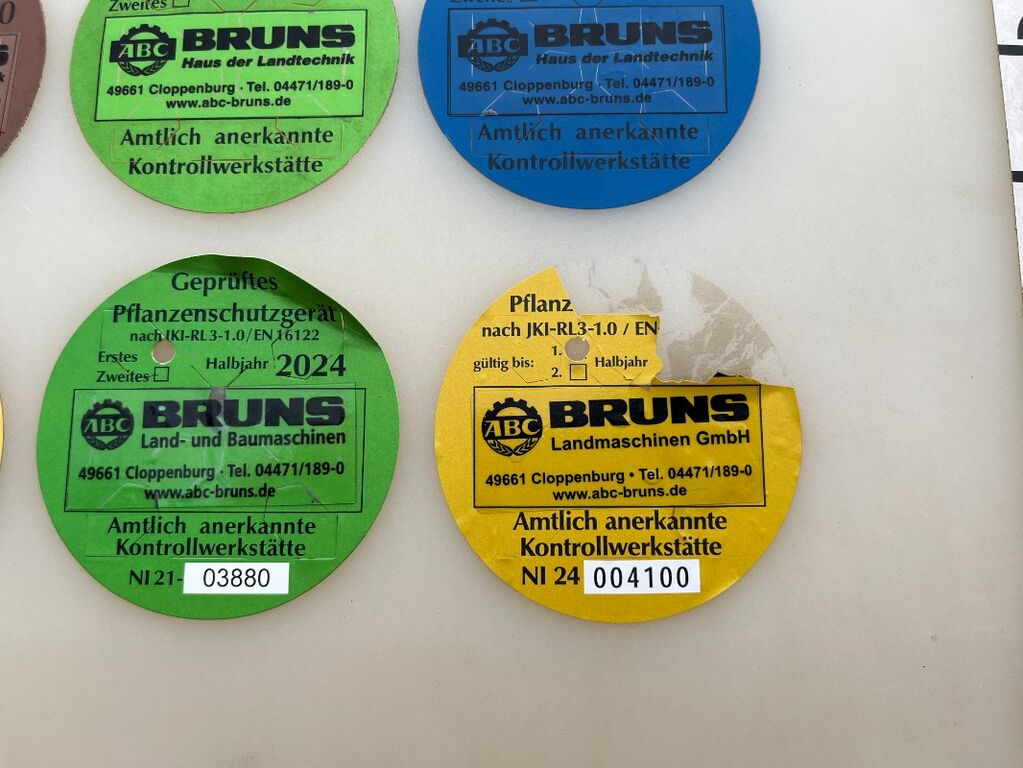 Zweites
ABC BRUNS
Haus der Landtechnik
49661 Cloppenburg · Tel. 04471/189-0
www.abc-bruns.de
Amtlich anerkannte
Kontrollwerkstätte
ABC BRUNS
Haus der Landtechnik
49661 Cloppenburg · Tel. 04471/189-0
www.abc-bruns.de
Amtlich anerkannte
Kontrollwerkstätte
Geprüftes
Pflanzenschutzgerät
nach JKI-RL 3-1.0 / EN 16122
Erstes
Halbjahr 2024
Zweites
ABC BRUNS
Land- und Baumaschinen
49661 Cloppenburg · Tel. 04471/189-0
www.abc-bruns.de
Amtlich anerkannte
Kontrollwerkstätte
NI 21- 03880
Pflanz
nach JKI-RL3-1.0 / EN
gültig bis: 1. Halbjahr
2.
ABC BRUNS
Landmaschinen GmbH
49661 Cloppenburg • Tel. 04471/189-0
www.abc-bruns.de
Amtlich anerkannte
Kontrollwerkstätte
NI 24 004100